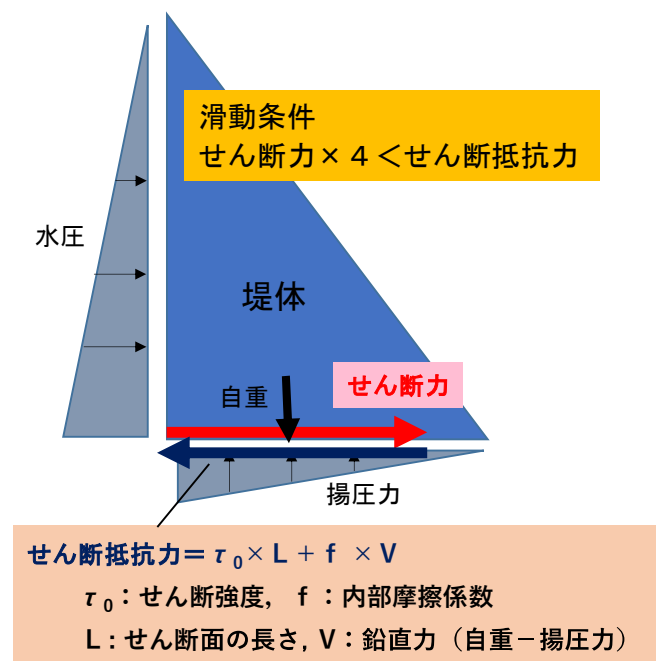 滑動条件
せん断力×４＜せん断抵抗力
水圧
堤体
自重
せん断力
揚圧力
せん断抵抗力＝τ₀×L＋f ×V
τ₀：せん断強度， f：内部摩擦係数
L：せん断面の長さ, V：鉛直力（自重－揚圧力）